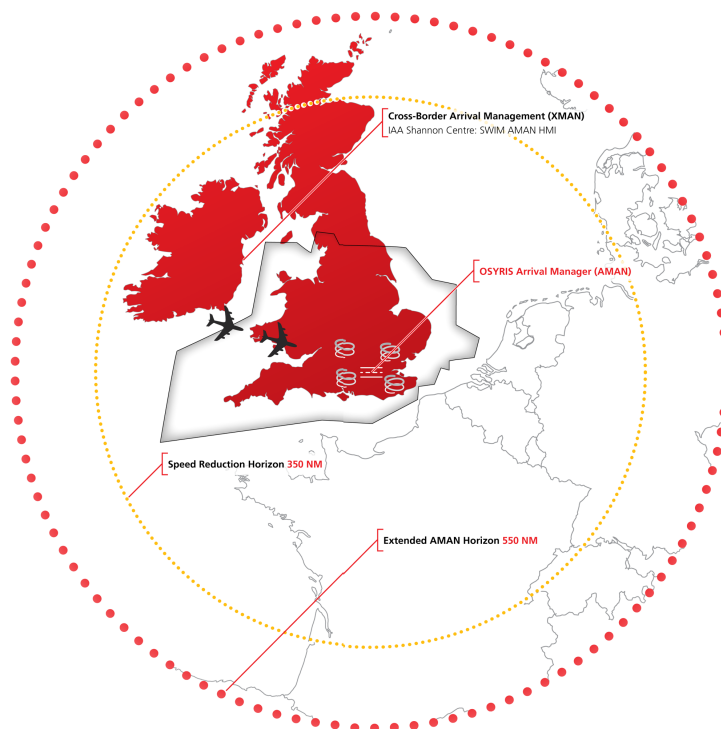 Cross-Border Arrival Management (XMAN)
IAA Shannon Centre: SWIM AMAN HMI
OSYRIS Arrival Manager (AMAN)
Speed Reduction Horizon 350 NM
Extended AMAN Horizon 550 NM